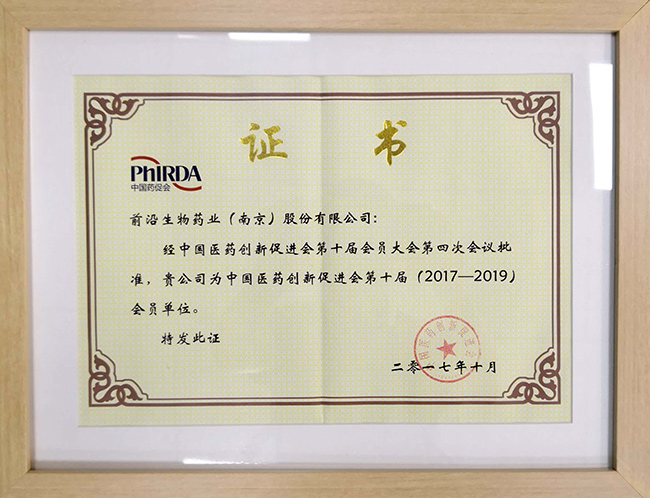 证 书
PhIRDA
中国药促会
前沿生物药业（南京）股份有限公司：
经中国医药创新促进会第十届会员大会第四次会议批
准，贵公司为中国医药创新促进会第十届（2017—2019）
会员单位。
特发此证
二零一七年十月